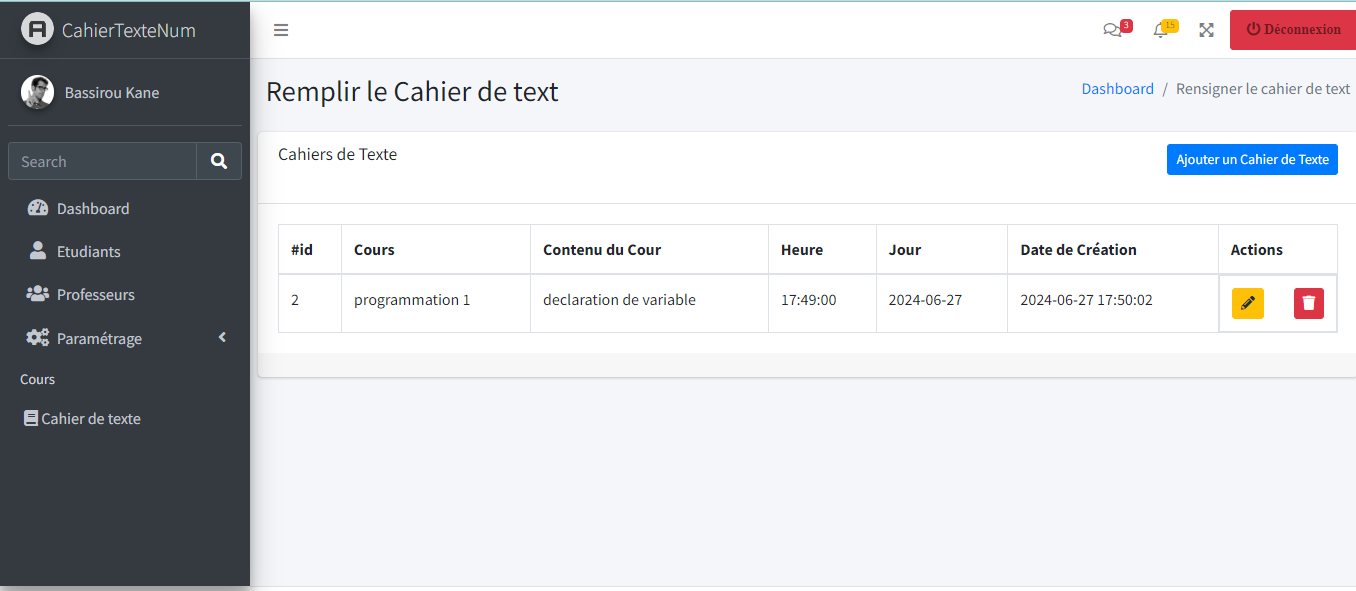 CahierTexteNum
3
15
Déconnexion
Bassirou Kane
Remplir le Cahier de text
Dashboard / Rensigner le cahier de text
Search
Cahiers de Texte
Ajouter un Cahier de Texte
Dashboard
Etudiants
Professeurs
Paramétrage
Cours
Cahier de texte
#id Cours Contenu du Cour Heure Jour Date de Création Actions
2 programmation 1 declaration de variable 17:49:00 2024-06-27 2024-06-27 17:50:02